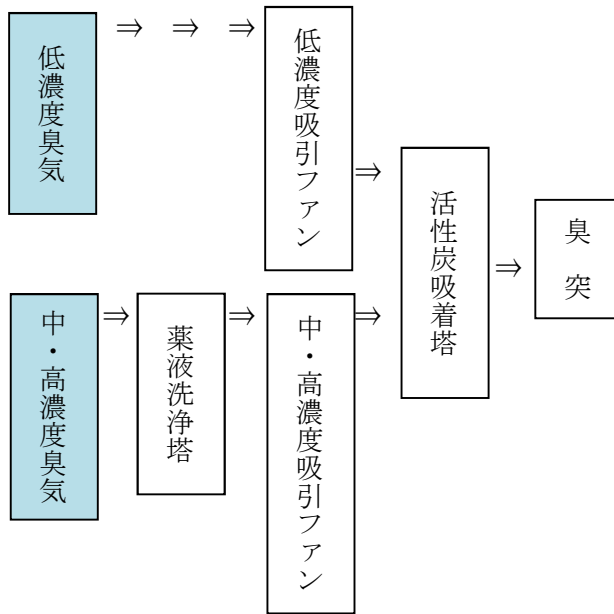 低濃度臭気
⇒ ⇒ ⇒
低濃度吸引ファン
⇒
中・高濃度臭気
⇒
薬液洗浄塔
⇒
中・高濃度吸引ファン
⇒
活性炭吸着塔
⇒
臭突